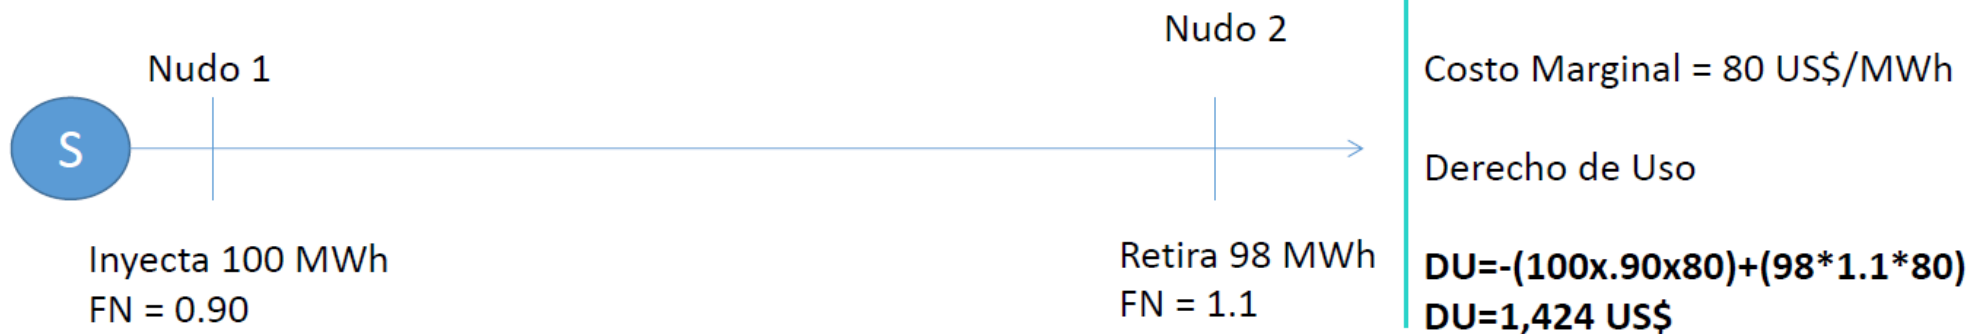 S
Nudo 1
Inyecta 100 MWh
FN = 0.90
Nudo 2
Retira 98 MWh
FN = 1.1
Costo Marginal = 80 US$/MWh
Derecho de Uso
DU=-(100x.90x80)+(98*1.1*80)
DU=1,424 US$